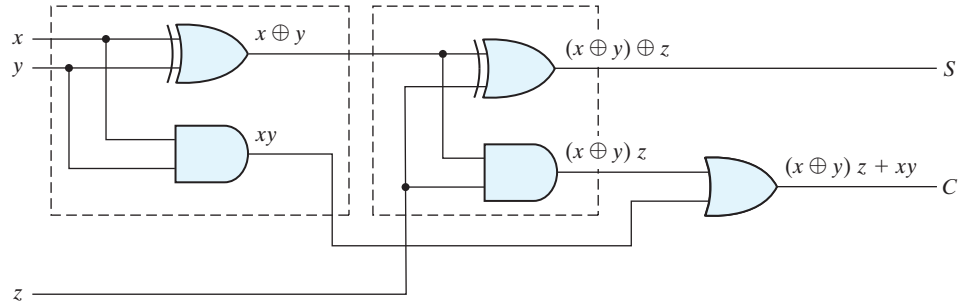 x
y
x ⊕ y
xy
(x ⊕ y) ⊕ z
S
(x ⊕ y) z
(x ⊕ y) z + xy
C
z